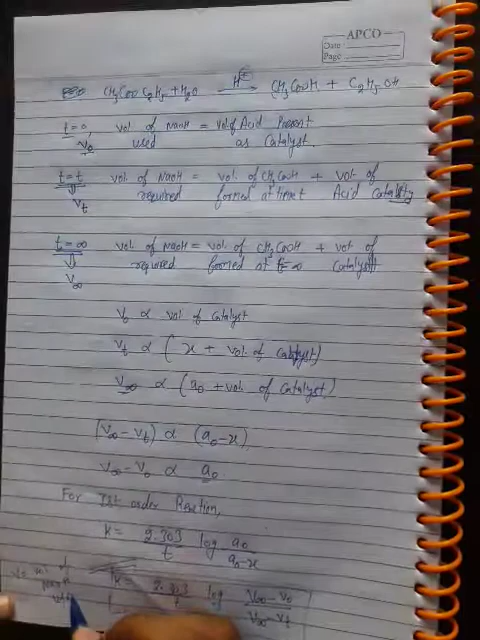 APCO
Date
Page
CH3COOC2H5 + H2O H⊕ → CH3COOH + C2H5OH
t=0, vol. of NaOH = vol. of Acid Present
V0 used as Catalyst.
t=t vol. of NaOH = vol. of CH3COOH + vol. of
⇓ required formed at time t Acid Catalyst
Vt
t=∞ vol. of NaOH = vol. of CH3COOH + vol. of
⇓ required formed at t=∞ Catalyst
V∞
V0 ∝ vol. of catalyst
Vt ∝ (x + vol. of catalyst)
V∞ ∝ (a0 + vol. of catalyst)
(V∞ - Vt) ∝ (a0 - x)
V∞ - V0 ∝ a0
For Ist order Reaction,
k = 2.303/t log a0/a0-x
k = 2.303/t log V∞ - V0/V∞ - Vt
vol. of